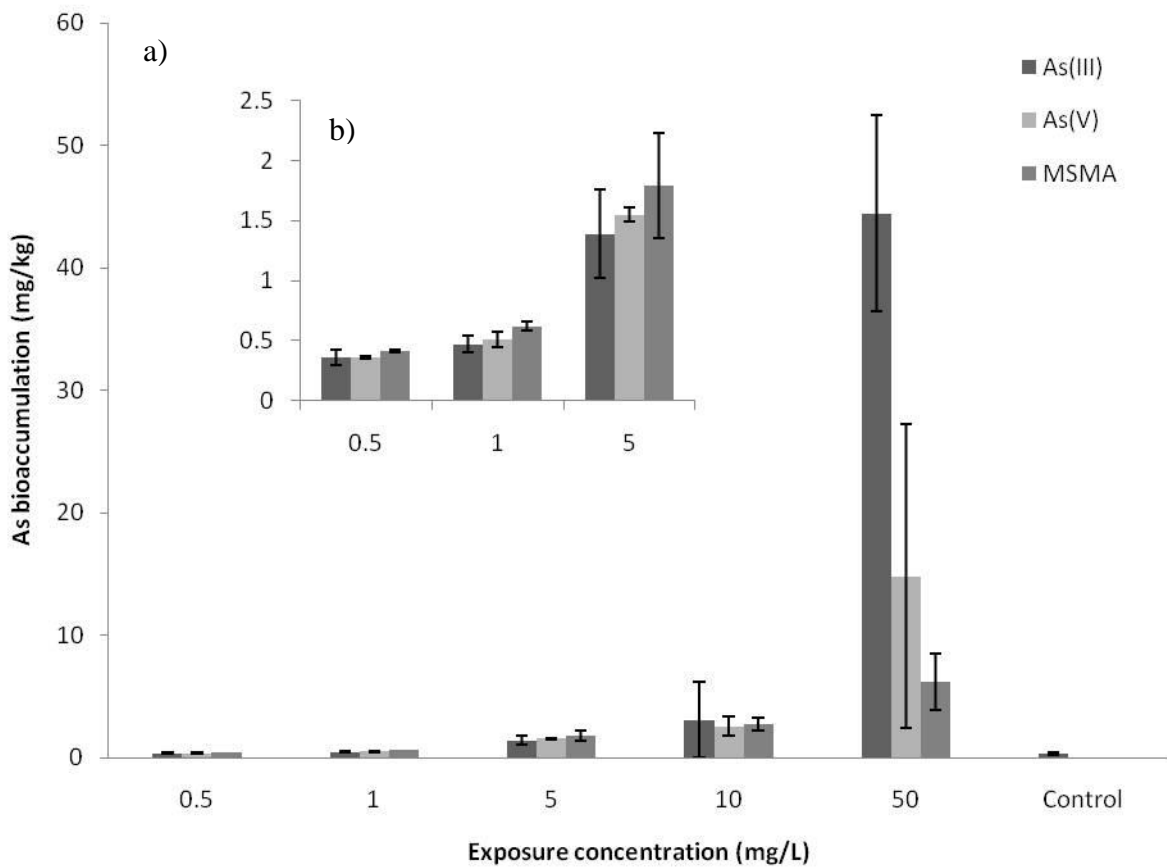 a)
As(III)
As(V)
MSMA
60
50
40
30
20
10
0
As bioaccumulation (mg/kg)
b)
2.5
2
1.5
1
0.5
0
0.5 1 5
0.5 1 5 10 50 Control
Exposure concentration (mg/L)